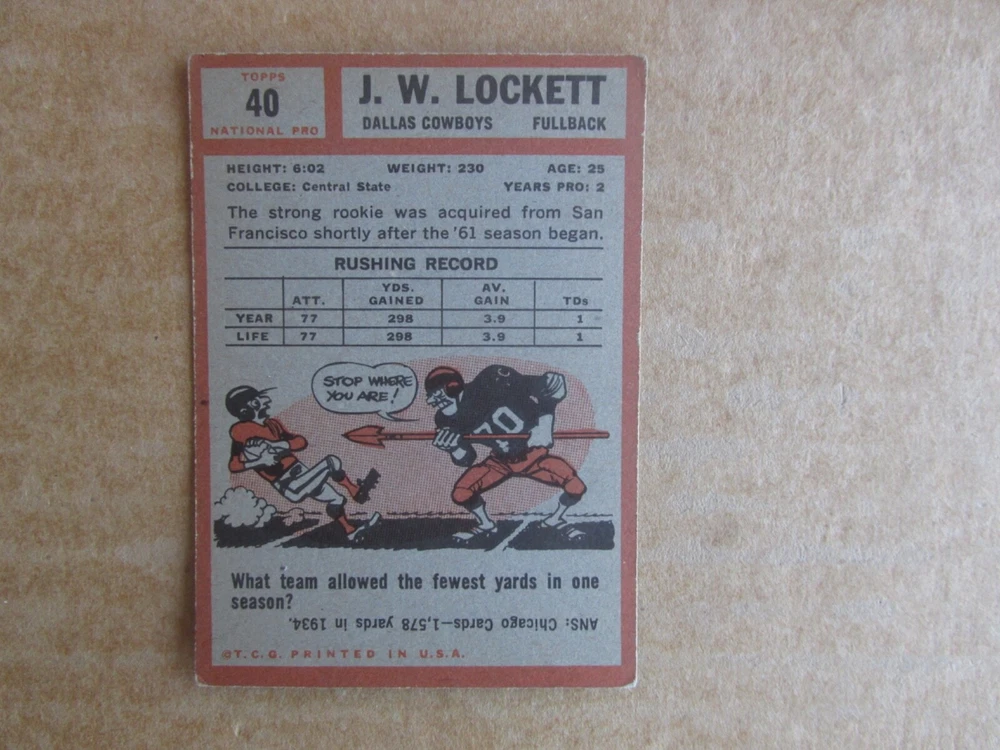 TOPPS
40
NATIONAL PRO
J. W. LOCKETT
DALLAS COWBOYS FULLBACK
HEIGHT: 6:02 WEIGHT: 230 AGE: 25
COLLEGE: Central State YEARS PRO: 2
The strong rookie was acquired from San
Francisco shortly after the '61 season began.
RUSHING RECORD
ATT. YDS. GAINED AV. GAIN TDs
YEAR 77 298 3.9 1
LIFE 77 298 3.9 1
STOP WHERE
YOU ARE!
70
What team allowed the fewest yards in one
season?
ANS: Chicago Cards—1,578 yards in 1934.
©T.C.G. PRINTED IN U.S.A.